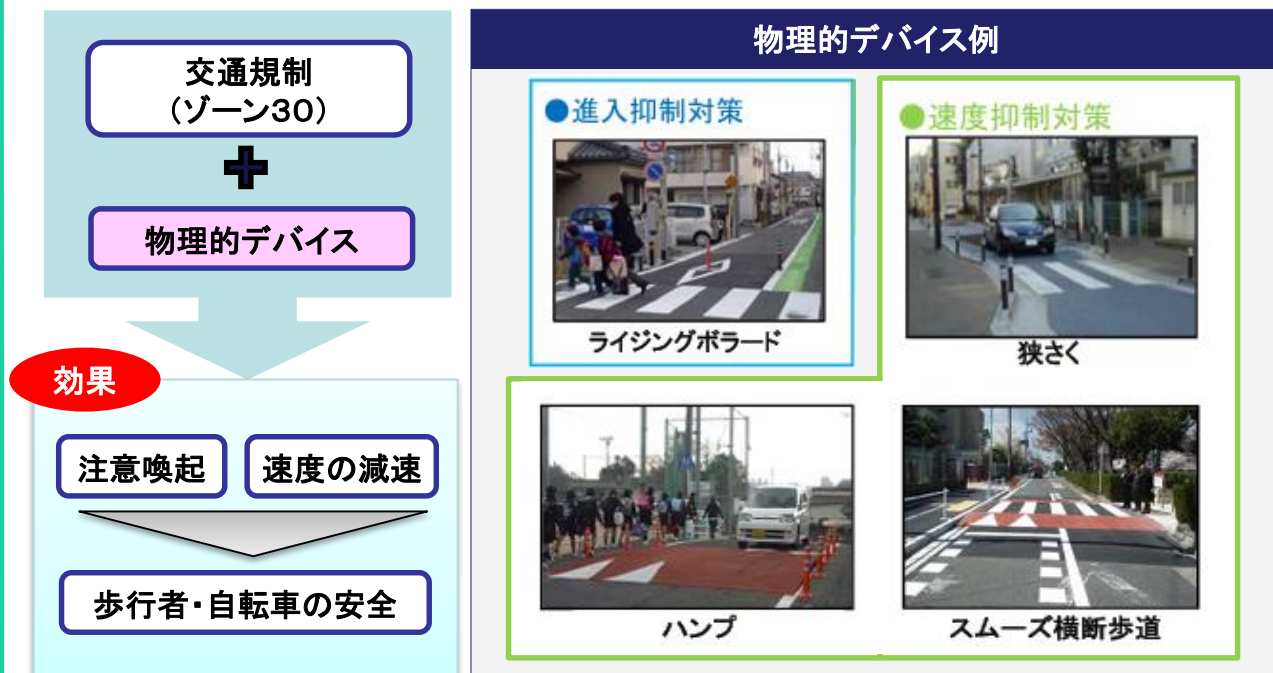 交通規制
(ゾーン30)
物理的デバイス
効果
注意喚起
速度の減速
歩行者・自転車の安全
物理的デバイス例
●進入抑制対策
ライジングボラード
●速度抑制対策
狭さく
ハンプ
スムーズ横断歩道